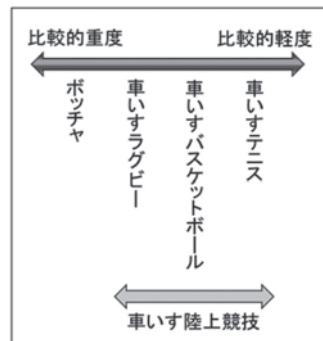 比較的重度
比較的軽度
ボッチャ
車いすラグビー
車いすバスケットボール
車いすテニス
車いす陸上競技